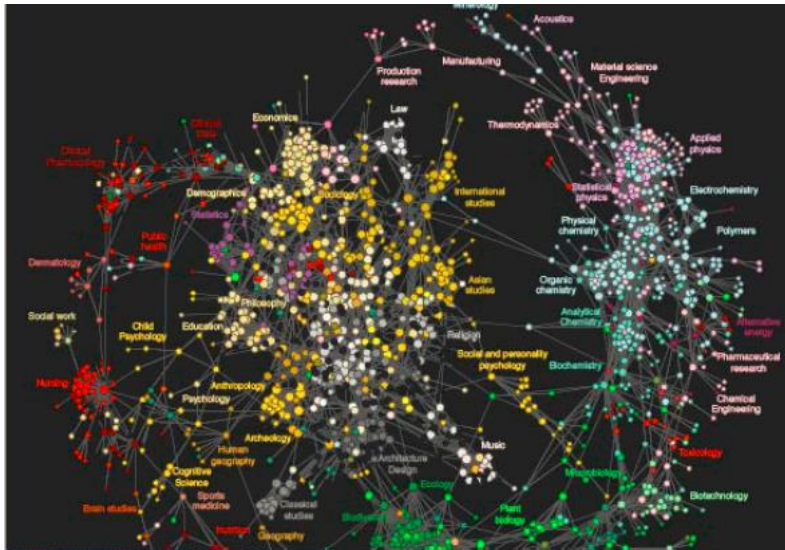 Acoustics
Production
research
Manufacturing
Material science
Engineering
Law
Economics
Thermodynamics
Applied
physics
Clinical
Pharmacology
Demographics
Sociology
International
studies
Statistical
physics
Electrochemistry
Statistics
Physical
chemistry
Polymers
Public
health
Dermatology
Asian
studies
Organic
chemistry
Philosophy
Social work
Child
Psychology
Education
Religion
Analytical
Chemistry
Alternative
energy
Social and personality
psychology
Biochemistry
Pharmaceutical
research
Nursing
Anthropology
Psychology
Chemical
Engineering
Archeology
Human
geography
Music
Toxicology
Architecture
Design
Cognitive
Science
Microbiology
Ecology
Sports
medicine
Brain studies
Classical
studies
Biotechnology
Plant
biology
Nutrition
Geography